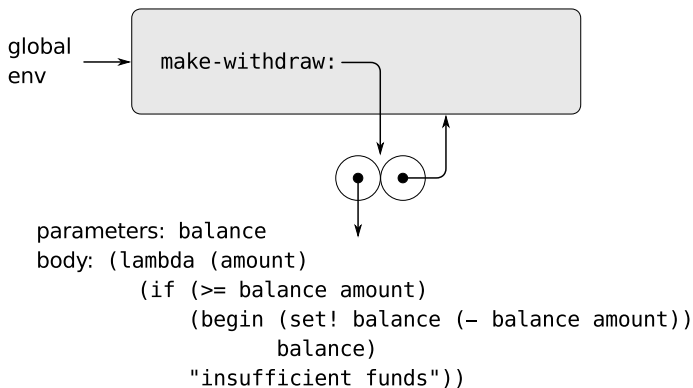 global
env
make-withdraw:
parameters: balance
body: (lambda (amount)
(if (>= balance amount)
(begin (set! balance (– balance amount))
balance)
"insufficient funds"))